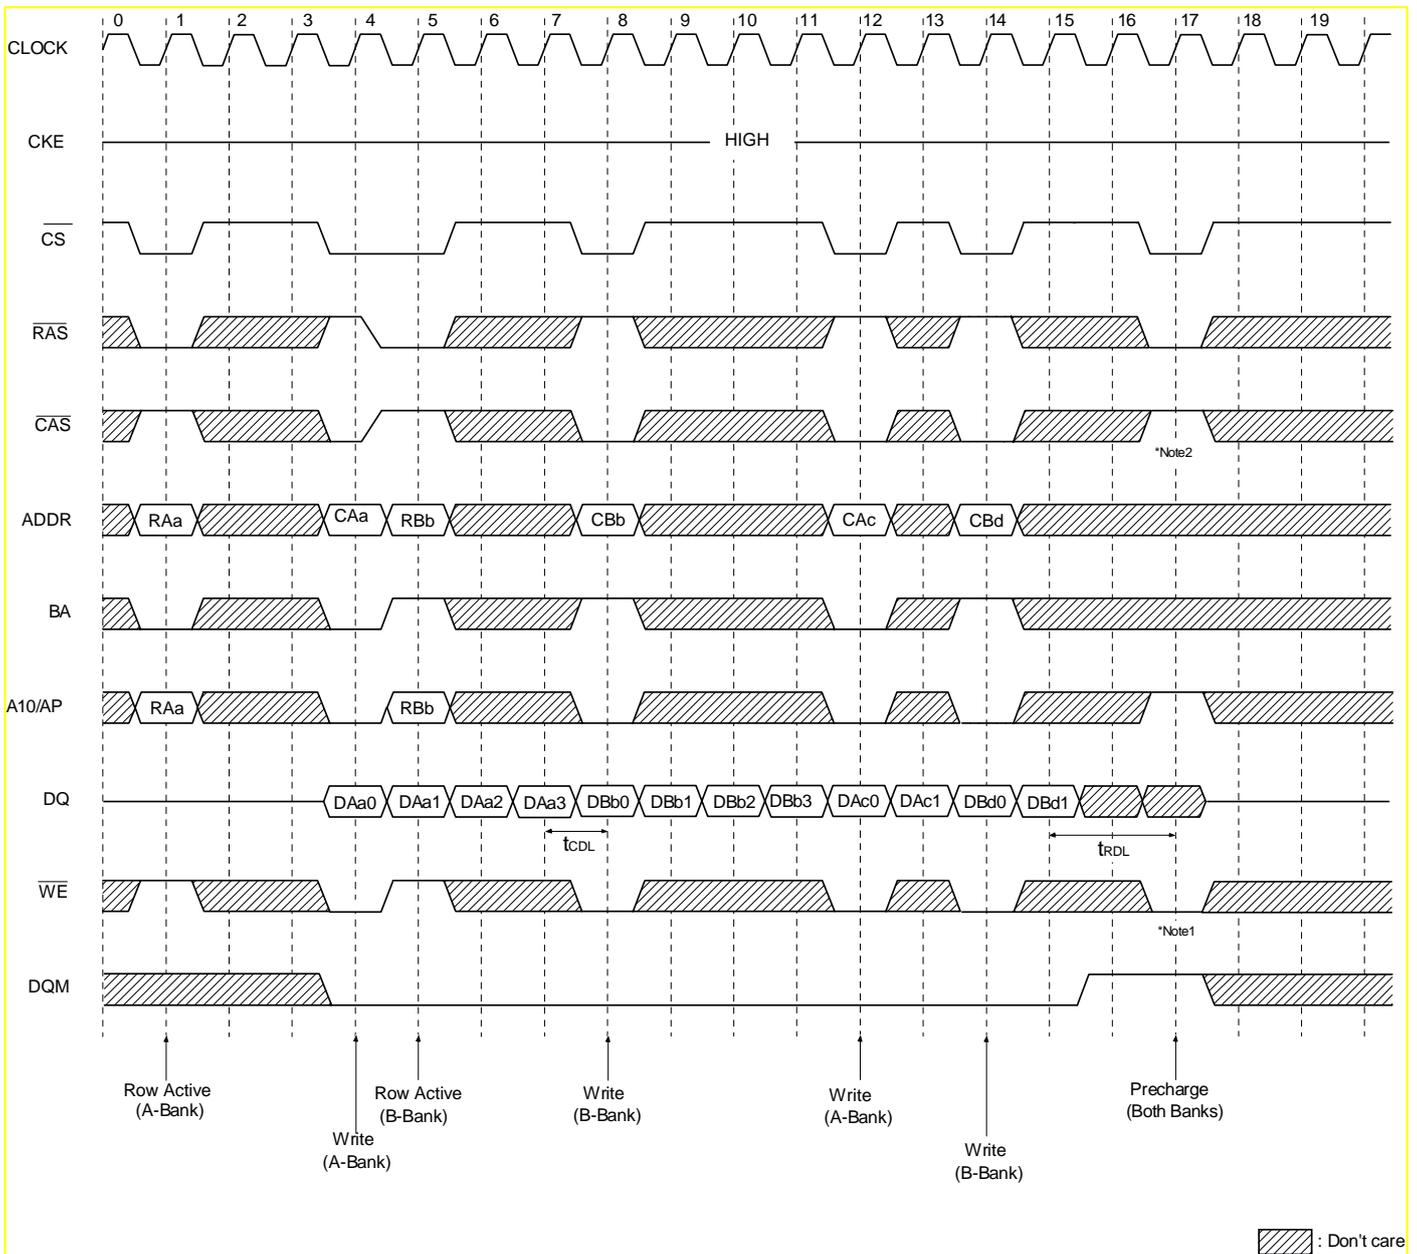 0 1 2 3 4 5 6 7 8 9 10 11 12 13 14 15 16 17 18 19
CLOCK
CKE HIGH
CS
RAS
CAS
*Note2
ADDR RAa CAa RBb CBb CAc CBd
BA
A10/AP RAa RBb
DQ DAa0 DAa1 DAa2 DAa3 DBb0 DBb1 DBb2 DBb3 DAc0 DAc1 DBd0 DBd1
tCDL tRDL
WE
*Note1
DQM
Row Active
(A-Bank)
Write
(A-Bank)
Row Active
(B-Bank)
Write
(B-Bank)
Write
(A-Bank)
Write
(B-Bank)
Precharge
(Both Banks)
: Don't care